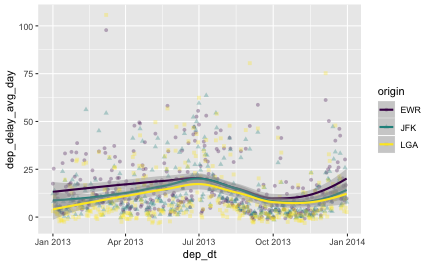 100
75
50
25
0
dep_delay_avg_day
Jan 2013
Apr 2013
Jul 2013
Oct 2013
Jan 2014
dep_dt
origin
EWR
JFK
LGA